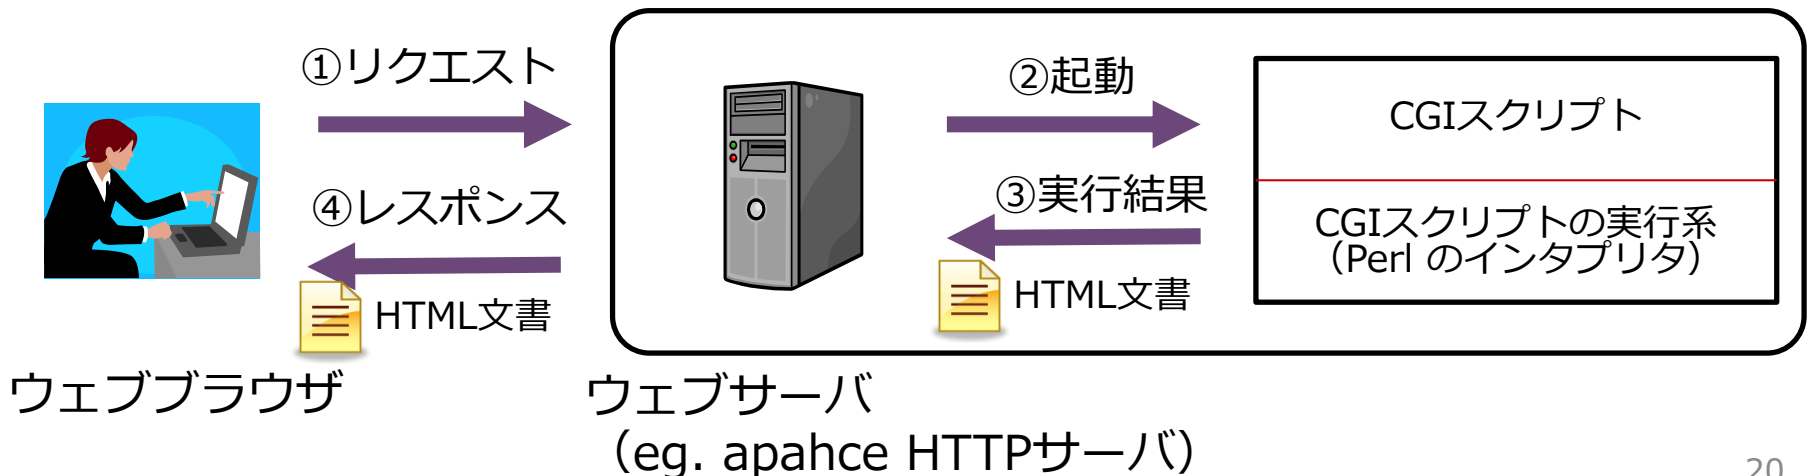 ①リクエスト
②起動
CGIスクリプト
④レスポンス
③実行結果
CGIスクリプトの実行系
（Perl のインタプリタ）
HTML文書
HTML文書
ウェブブラウザ
ウェブサーバ
（eg. apahce HTTPサーバ）
20